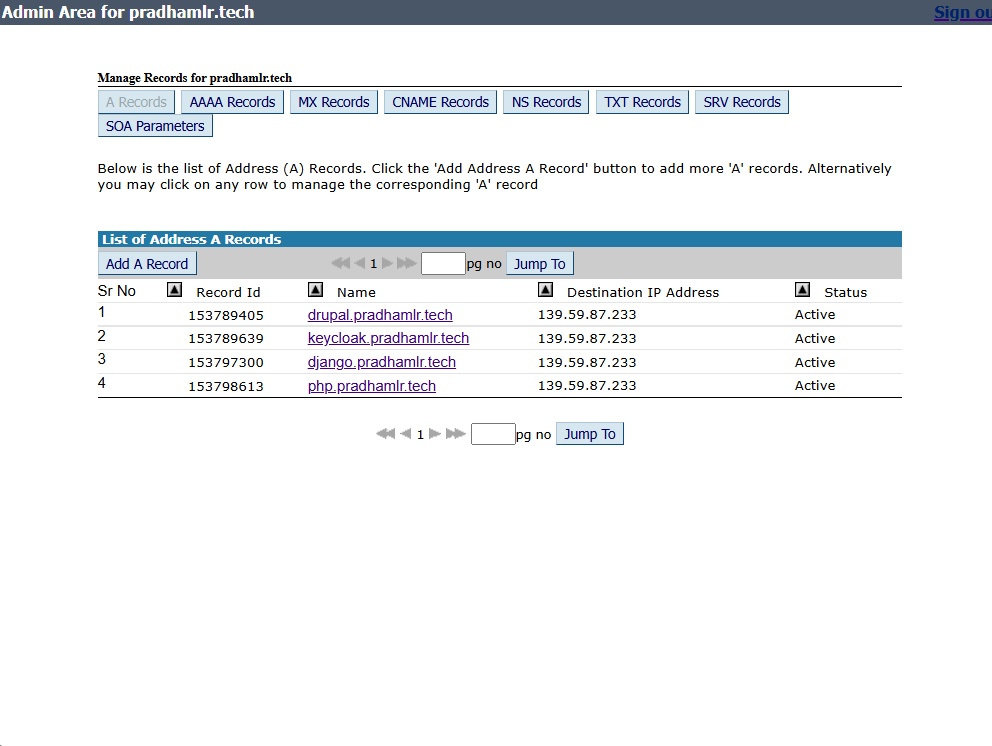 Admin Area for pradhamlr.tech Sign ou
Manage Records for pradhamlr.tech
A Records AAAA Records MX Records CNAME Records NS Records TXT Records SRV Records
SOA Parameters
Below is the list of Address (A) Records. Click the 'Add Address A Record' button to add more 'A' records. Alternatively
you may click on any row to manage the corresponding 'A' record
List of Address A Records
Add A Record 1 pg no Jump To
Sr No Record Id Name Destination IP Address Status
1 153789405 drupal.pradhamlr.tech 139.59.87.233 Active
2 153789639 keycloak.pradhamlr.tech 139.59.87.233 Active
3 153797300 django.pradhamlr.tech 139.59.87.233 Active
4 153798613 php.pradhamlr.tech 139.59.87.233 Active
1 pg no Jump To